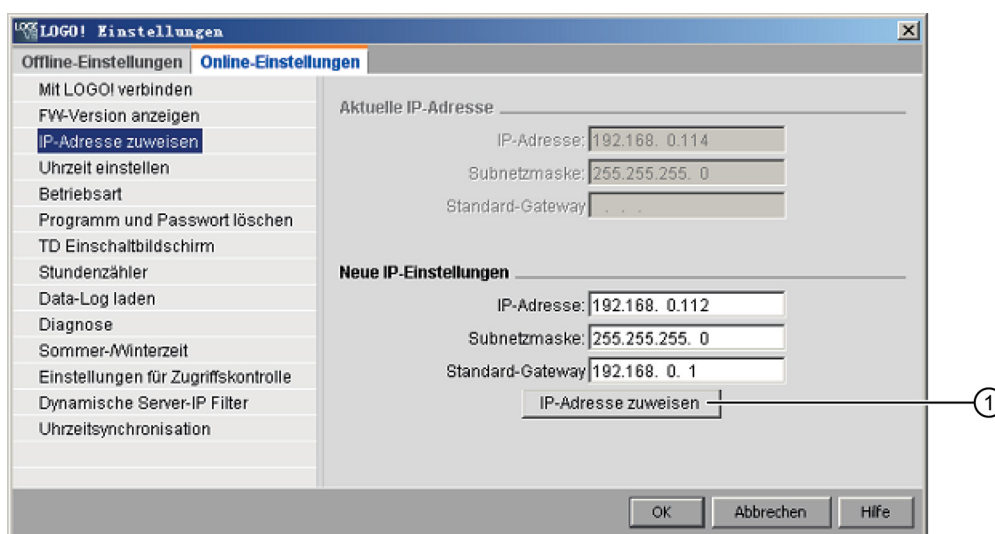 LOGO! Einstellungen
Offline-Einstellungen Online-Einstellungen
Mit LOGO! verbinden
FW-Version anzeigen
IP-Adresse zuweisen
Uhrzeit einstellen
Betriebsart
Programm und Passwort löschen
TD Einschaltbildschirm
Stundenzähler
Data-Log laden
Diagnose
Sommer-/Winterzeit
Einstellungen für Zugriffskontrolle
Dynamische Server-IP Filter
Uhrzeitsynchronisation
Aktuelle IP-Adresse
IP-Adresse: 192.168. 0.114
Subnetzmaske: 255.255.255. 0
Standard-Gateway . . .
Neue IP-Einstellungen
IP-Adresse: 192.168. 0.112
Subnetzmaske: 255.255.255. 0
Standard-Gateway 192.168. 0. 1
IP-Adresse zuweisen
1
OK Abbrechen Hilfe